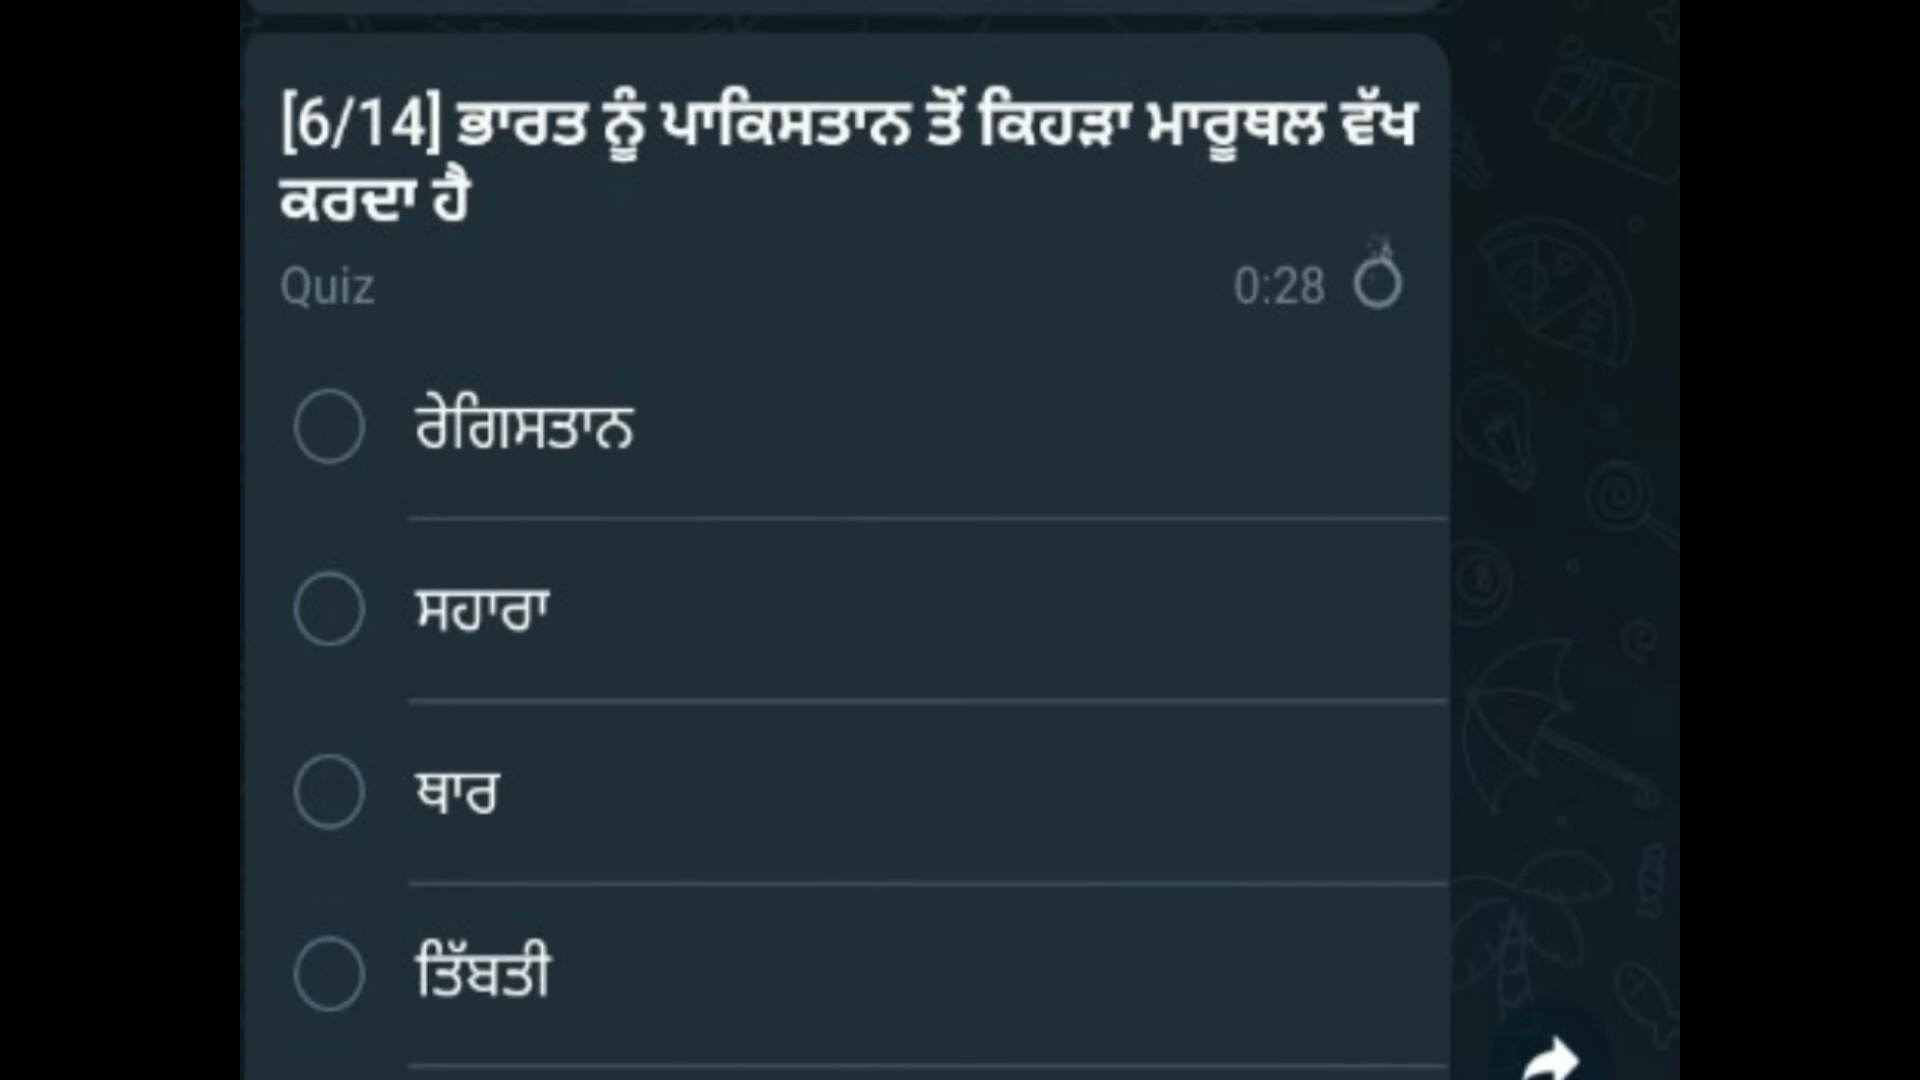 [6/14] ਭਾਰਤ ਨੂੰ ਪਾਕਿਸਤਾਨ ਤੋਂ ਕਿਹੜਾ ਮਾਰੂਥਲ ਵੱਖ
ਕਰਦਾ ਹੈ
Quiz 0:28
ਰੇਗਿਸਤਾਨ
ਸਹਾਰਾ
ਥਾਰ
ਤਿੱਬਤੀ